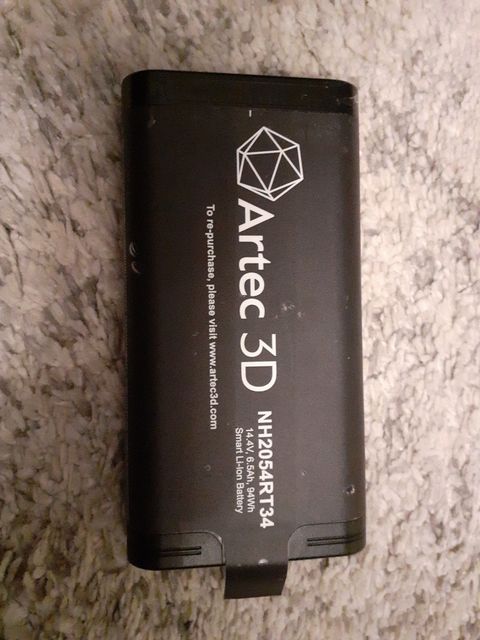 Artec 3D
NH2054RT34
14.4V, 6.5Ah, 94Wh
Smart Li-Ion Battery
To re-purchase, please visit www.artec3d.com